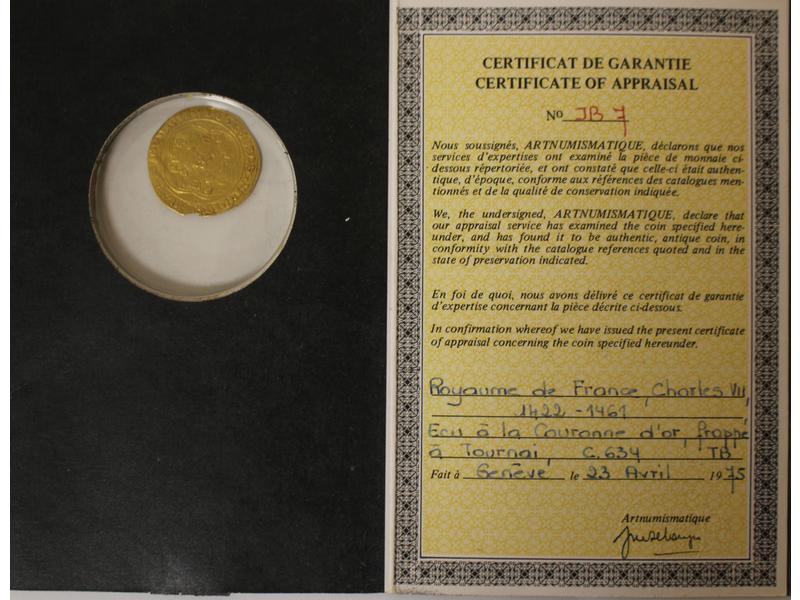 CERTIFICAT DE GARANTIE
CERTIFICATE OF APPRAISAL
No JB 7
Nous soussignés, ARTNUMISMATIQUE, déclarons que nos
services d'expertises ont examiné la pièce de monnaie ci-
dessous répertoriée, et ont constaté que celle-ci était authen-
tique, d'époque, conforme aux références des catalogues men-
tionnés et de la qualité de conservation indiquée.
We, the undersigned, ARTNUMISMATIQUE, declare that
our appraisal service has examined the coin specified here-
under, and has found it to be authentic, antique coin, in
conformity with the catalogue references quoted and in the
state of preservation indicated.
En foi de quoi, nous avons délivré ce certificat de garantie
d'expertise concernant la pièce décrite ci-dessous.
In confirmation whereof we have issued the present certificate
of appraisal concerning the coin specified hereunder.
Royaume de France, Charles VII,
1422-1461
Ecu à la Couronne d'or, frappé
à Tournai, C.634 TB
Fait à Genève le 23 Avril 1975
Artnumismatique